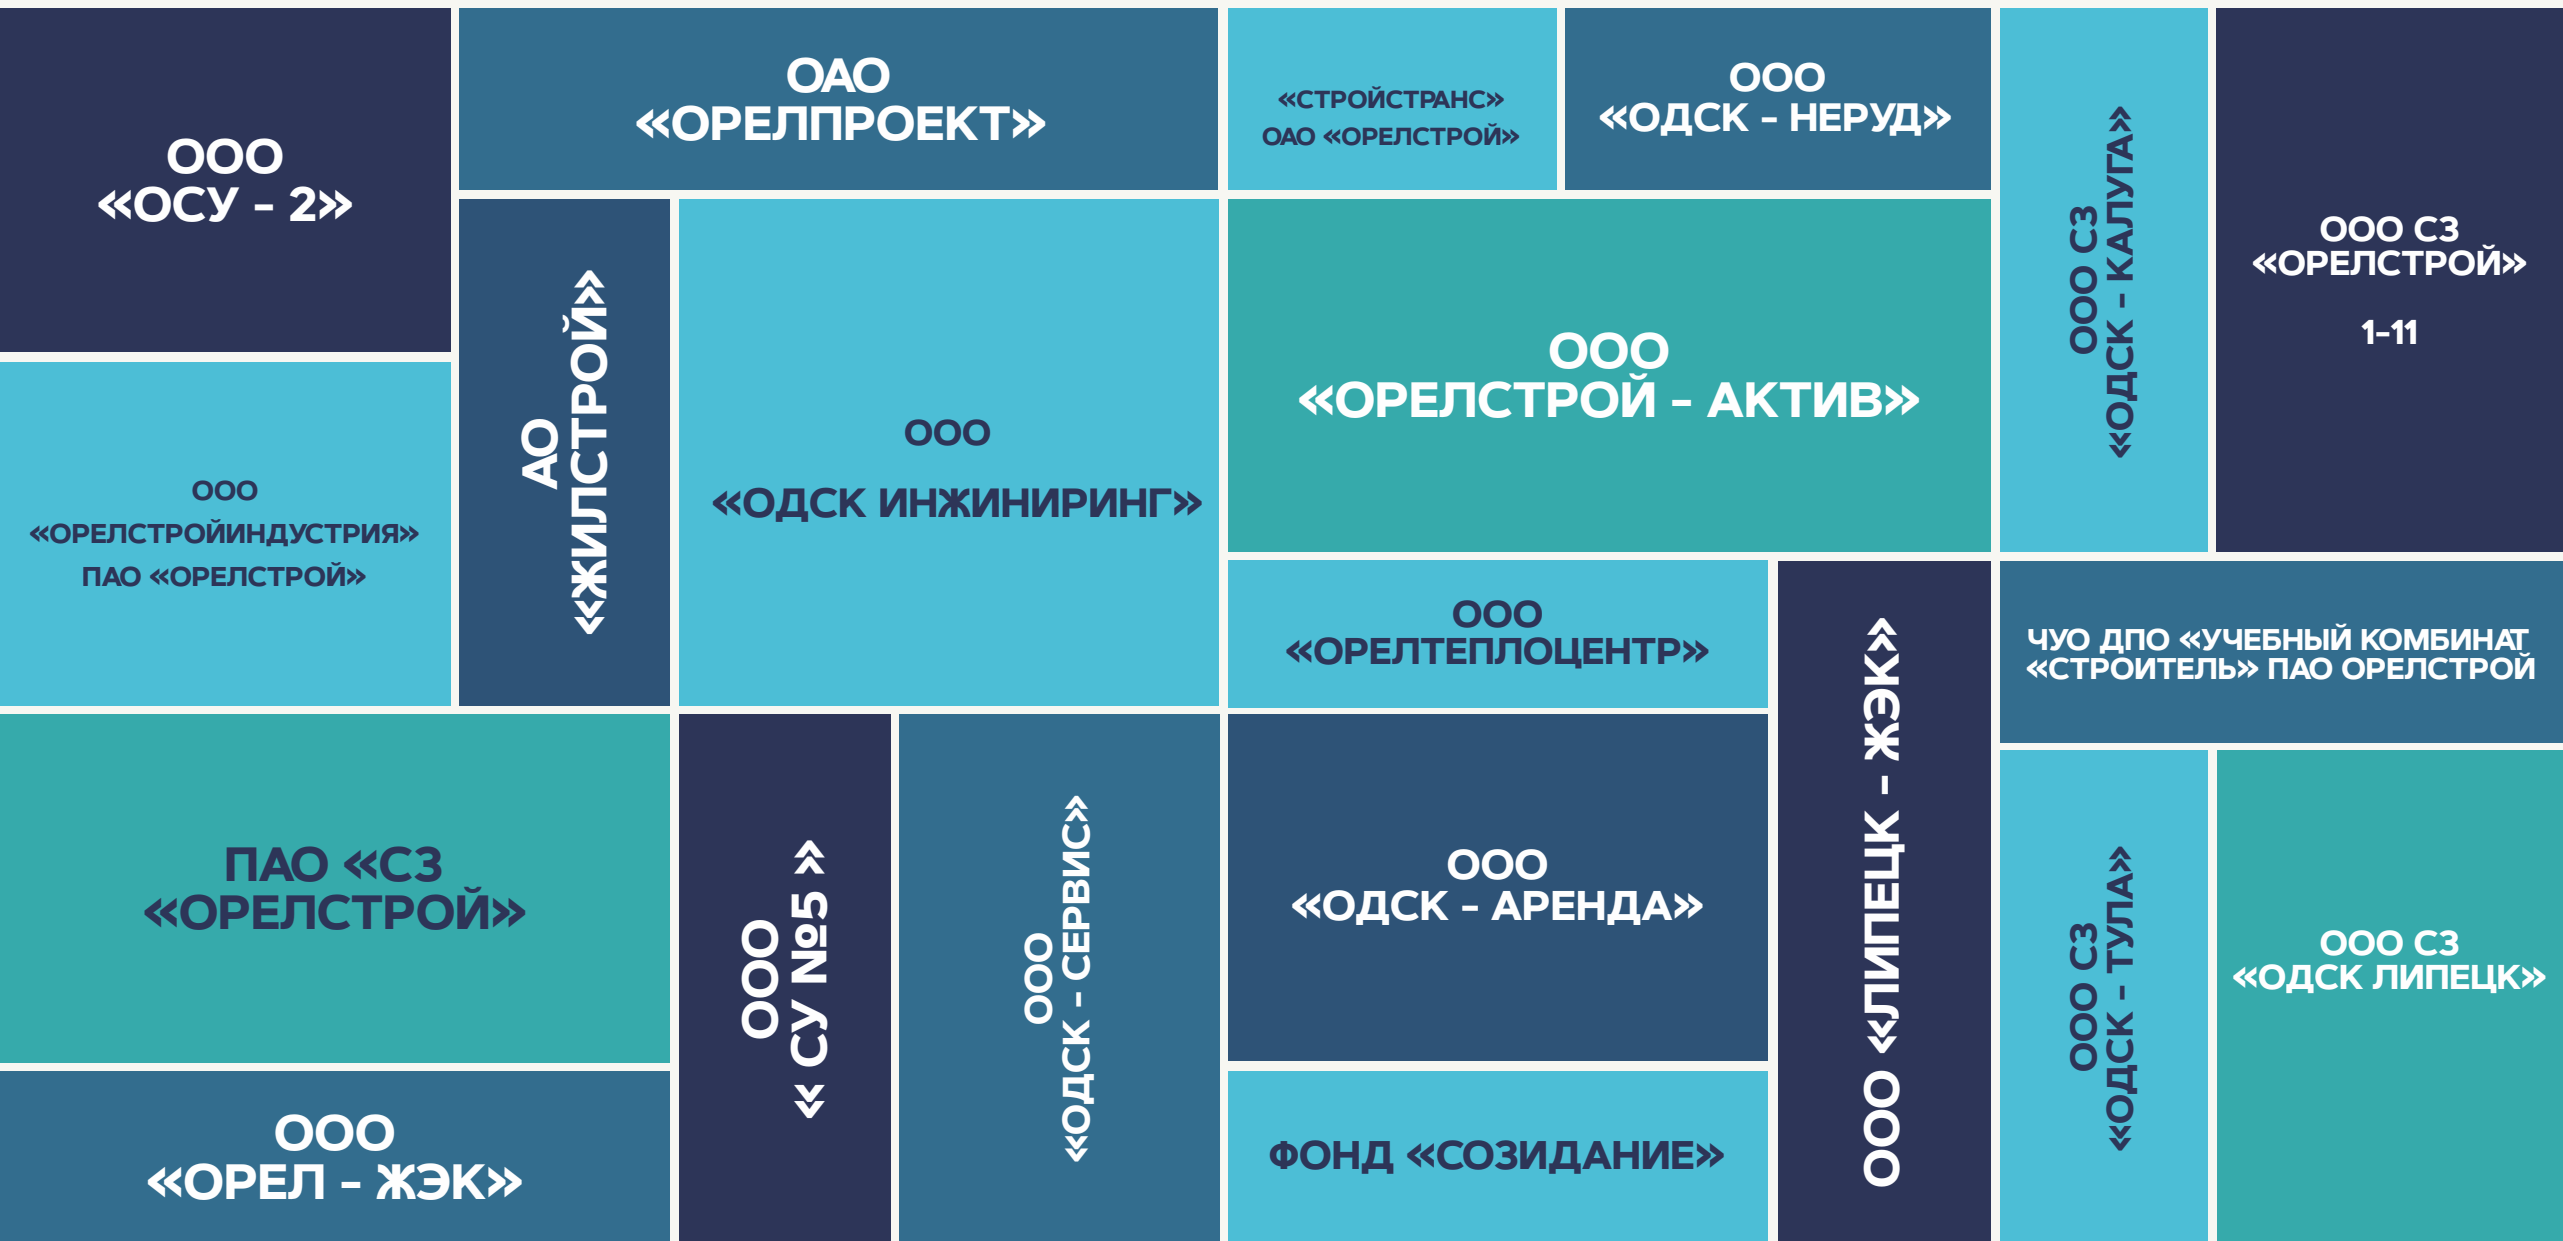 ООО
«ОСУ - 2»
ОАО
«ОРЕЛПРОЕКТ»
«СТРОЙСТРАНС»
ОАО «ОРЕЛСТРОЙ»
ООО
«ОДСК - НЕРУД»
ООО СЗ
«ОДСК - КАЛУГА»
ООО СЗ
«ОРЕЛСТРОЙ»
1-11
АО
«ЖИЛСТРОЙ»
ООО
«ОДСК ИНЖИНИРИНГ»
ООО
«ОРЕЛСТРОЙ - АКТИВ»
ООО
«ОРЕЛСТРОЙИНДУСТРИЯ»
ПАО «ОРЕЛСТРОЙ»
ООО
«ОРЕЛТЕПЛОЦЕНТР»
ООО «ЛИПЕЦК - ЖЭК»
ЧУО ДПО «УЧЕБНЫЙ КОМБИНАТ
«СТРОИТЕЛЬ» ПАО ОРЕЛСТРОЙ
ПАО «СЗ
«ОРЕЛСТРОЙ»
ООО
« СУ №5 »
ООО
«ОДСК - СЕРВИС»
ООО
«ОДСК - АРЕНДА»
ООО СЗ
«ОДСК - ТУЛА»
ООО СЗ
«ОДСК ЛИПЕЦК»
ООО
«ОРЕЛ - ЖЭК»
ФОНД «СОЗИДАНИЕ»